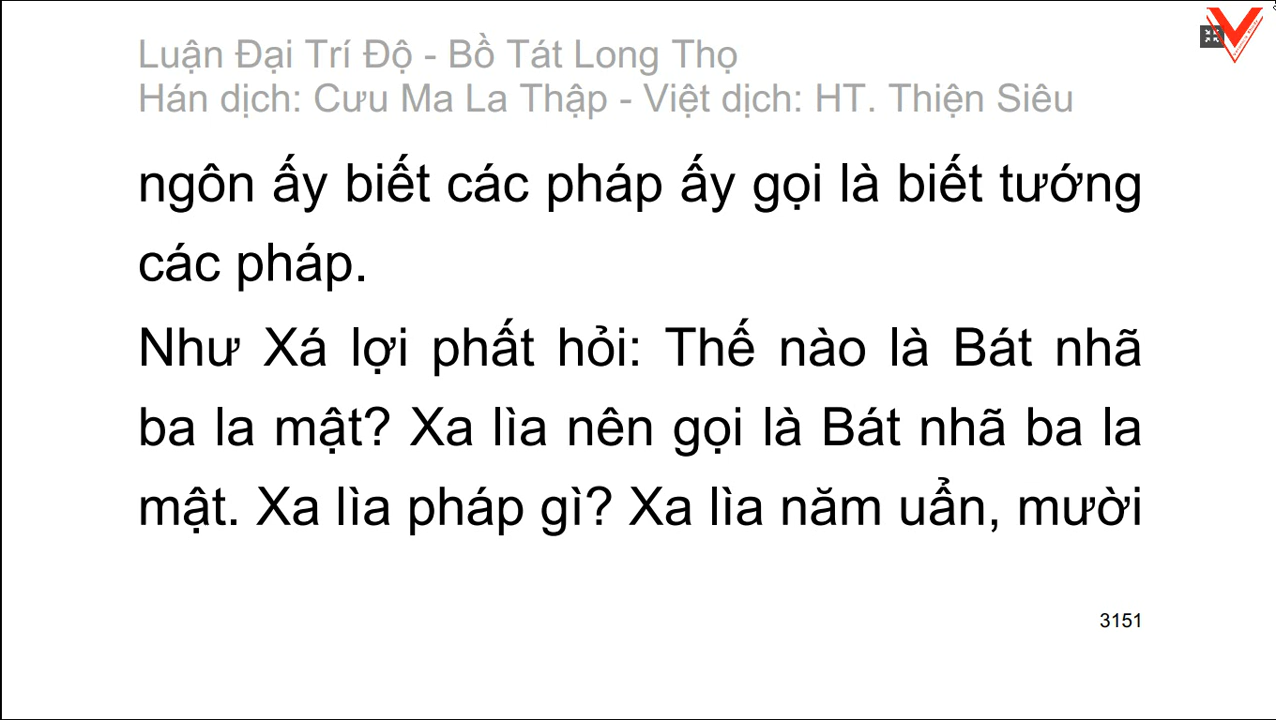 Luận Đại Trí Độ - Bồ Tát Long Thọ
Hán dịch: Cưu Ma La Thập - Việt dịch: HT. Thiện Siêu
ngôn ấy biết các pháp ấy gọi là biết tướng
các pháp.
Như Xá lợi phất hỏi: Thế nào là Bát nhã
ba la mật? Xa lìa nên gọi là Bát nhã ba la
mật. Xa lìa pháp gì? Xa lìa năm uẩn, mười
3151